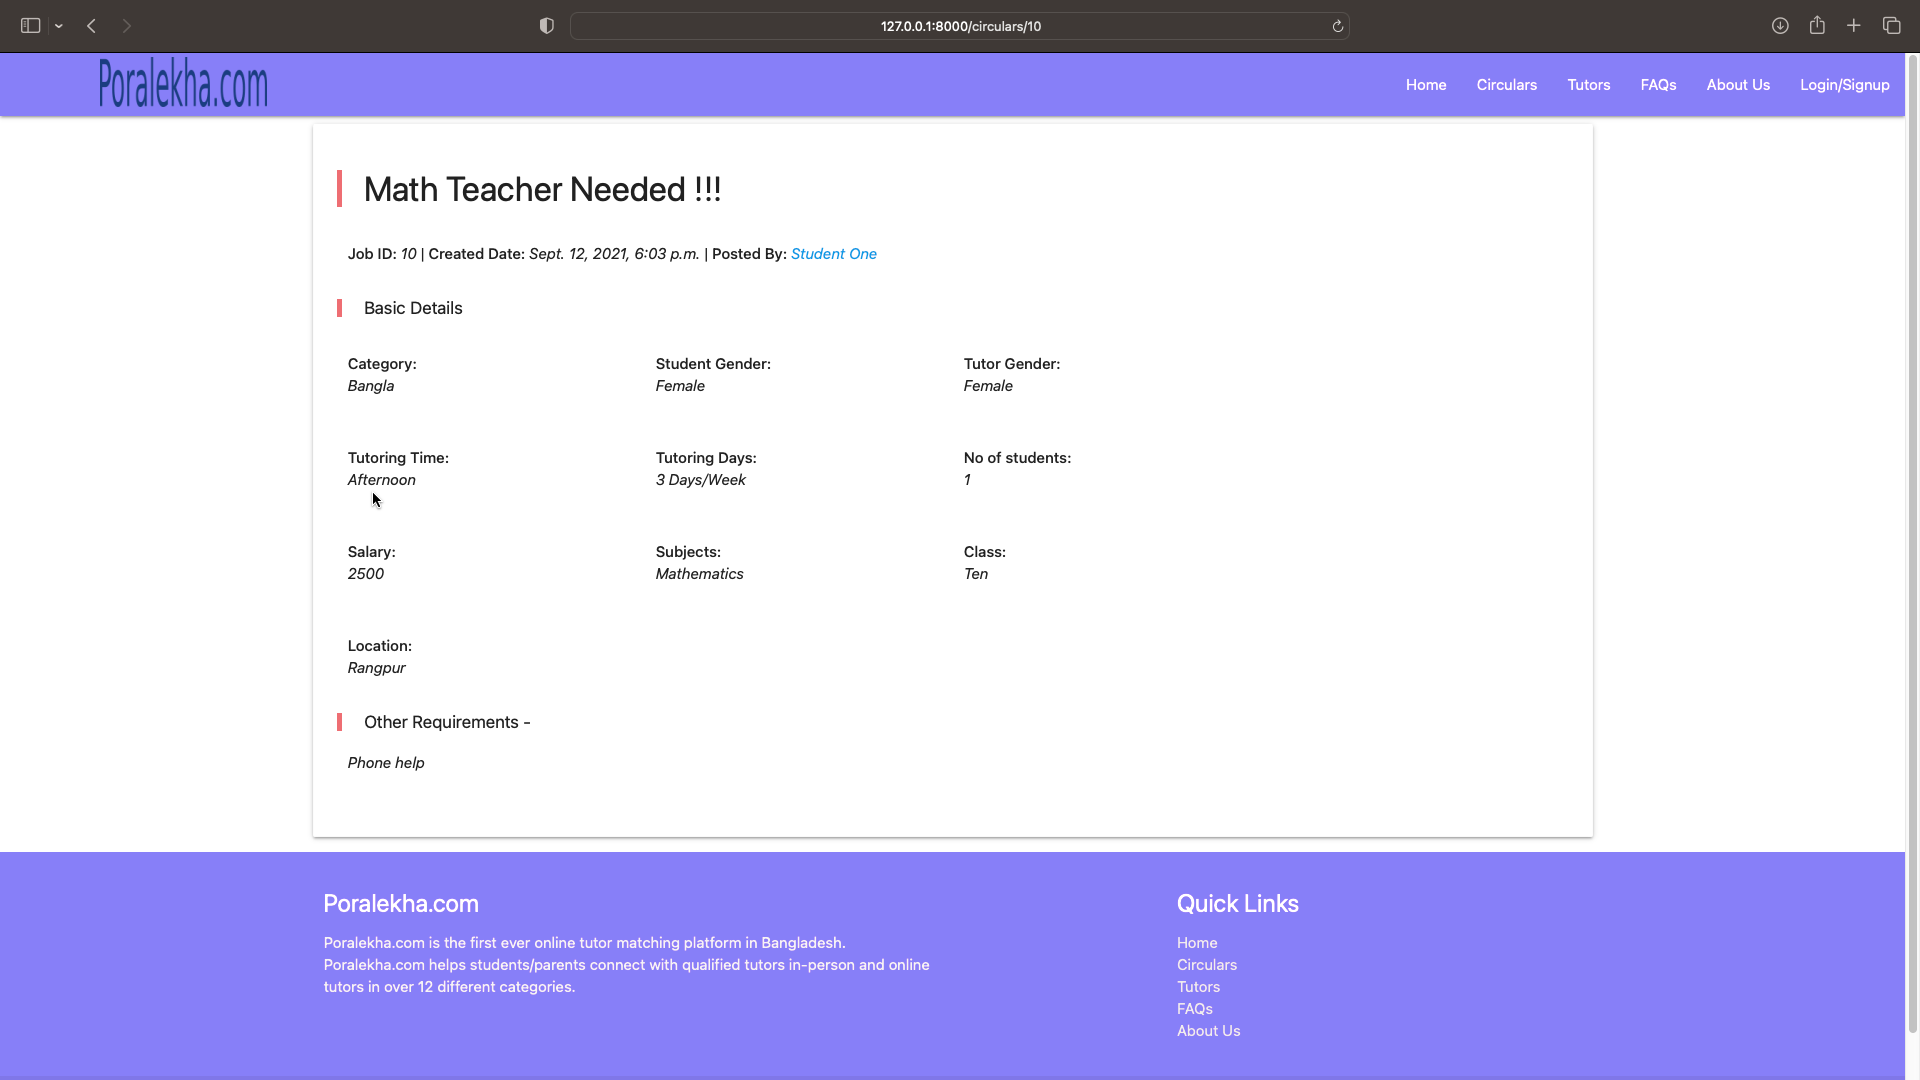 127.0.0.1:8000/circulars/10
Poralekha.com
Home Circulars Tutors FAQs About Us Login/Signup
Math Teacher Needed !!!
Job ID: 10 | Created Date: Sept. 12, 2021, 6:03 p.m. | Posted By: Student One
Basic Details
Category: Student Gender: Tutor Gender:
Bangla Female Female
Tutoring Time: Tutoring Days: No of students:
Afternoon 3 Days/Week 1
Salary: Subjects: Class:
2500 Mathematics Ten
Location:
Rangpur
Other Requirements -
Phone help
Poralekha.com
Poralekha.com is the first ever online tutor matching platform in Bangladesh.
Poralekha.com helps students/parents connect with qualified tutors in-person and online
tutors in over 12 different categories.
Quick Links
Home
Circulars
Tutors
FAQs
About Us